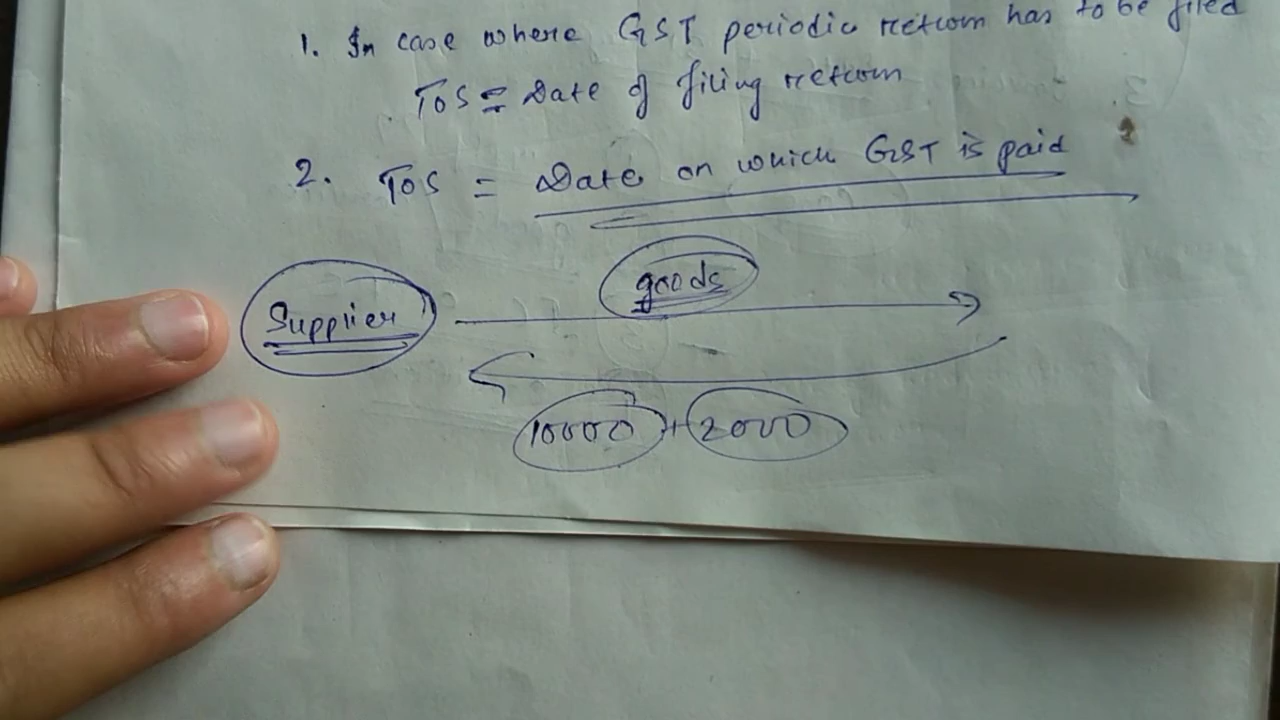 1. In case where GST periodic return has to be filed
TOS = Date of filing return
2. TOS = Date on which GST is paid
goods
Supplier
10000 + 2000